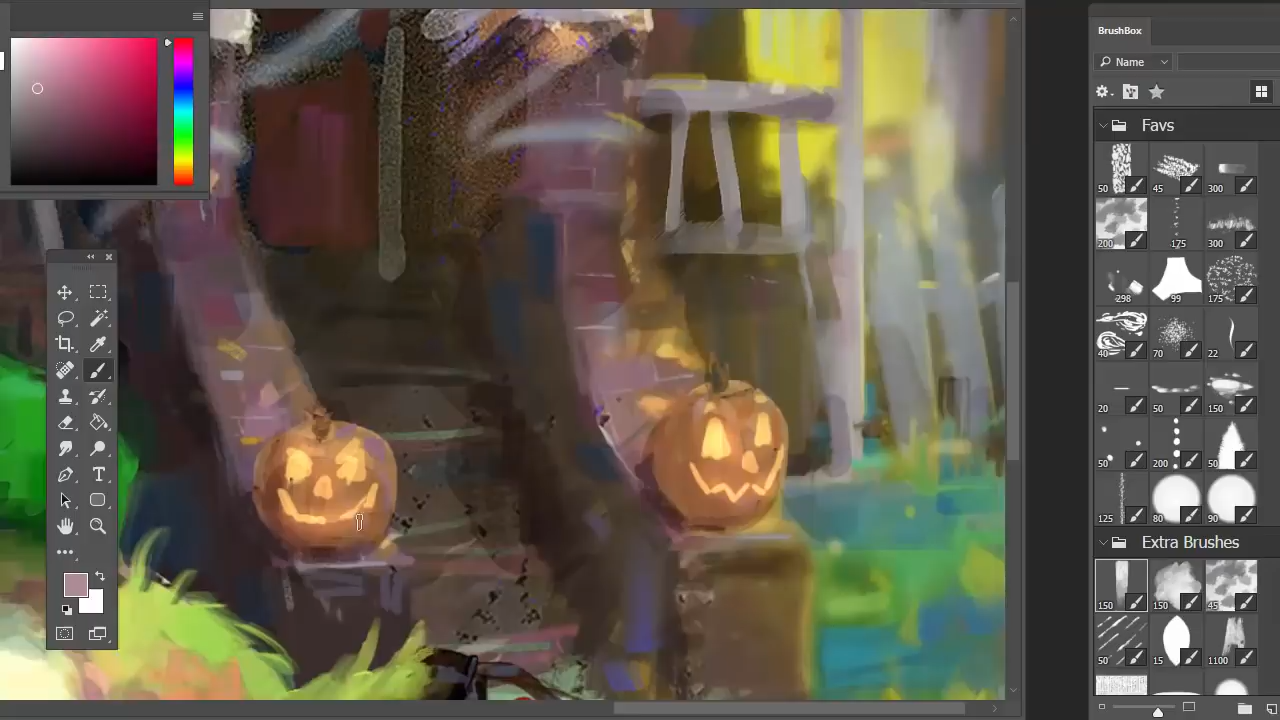 BrushBox
Name
Favs
50 45 300
200 175 300
298 99 175
40 70 22
20 50 150
50 200 50
125 80 90
Extra Brushes
150 150 45
50 15 1100
T